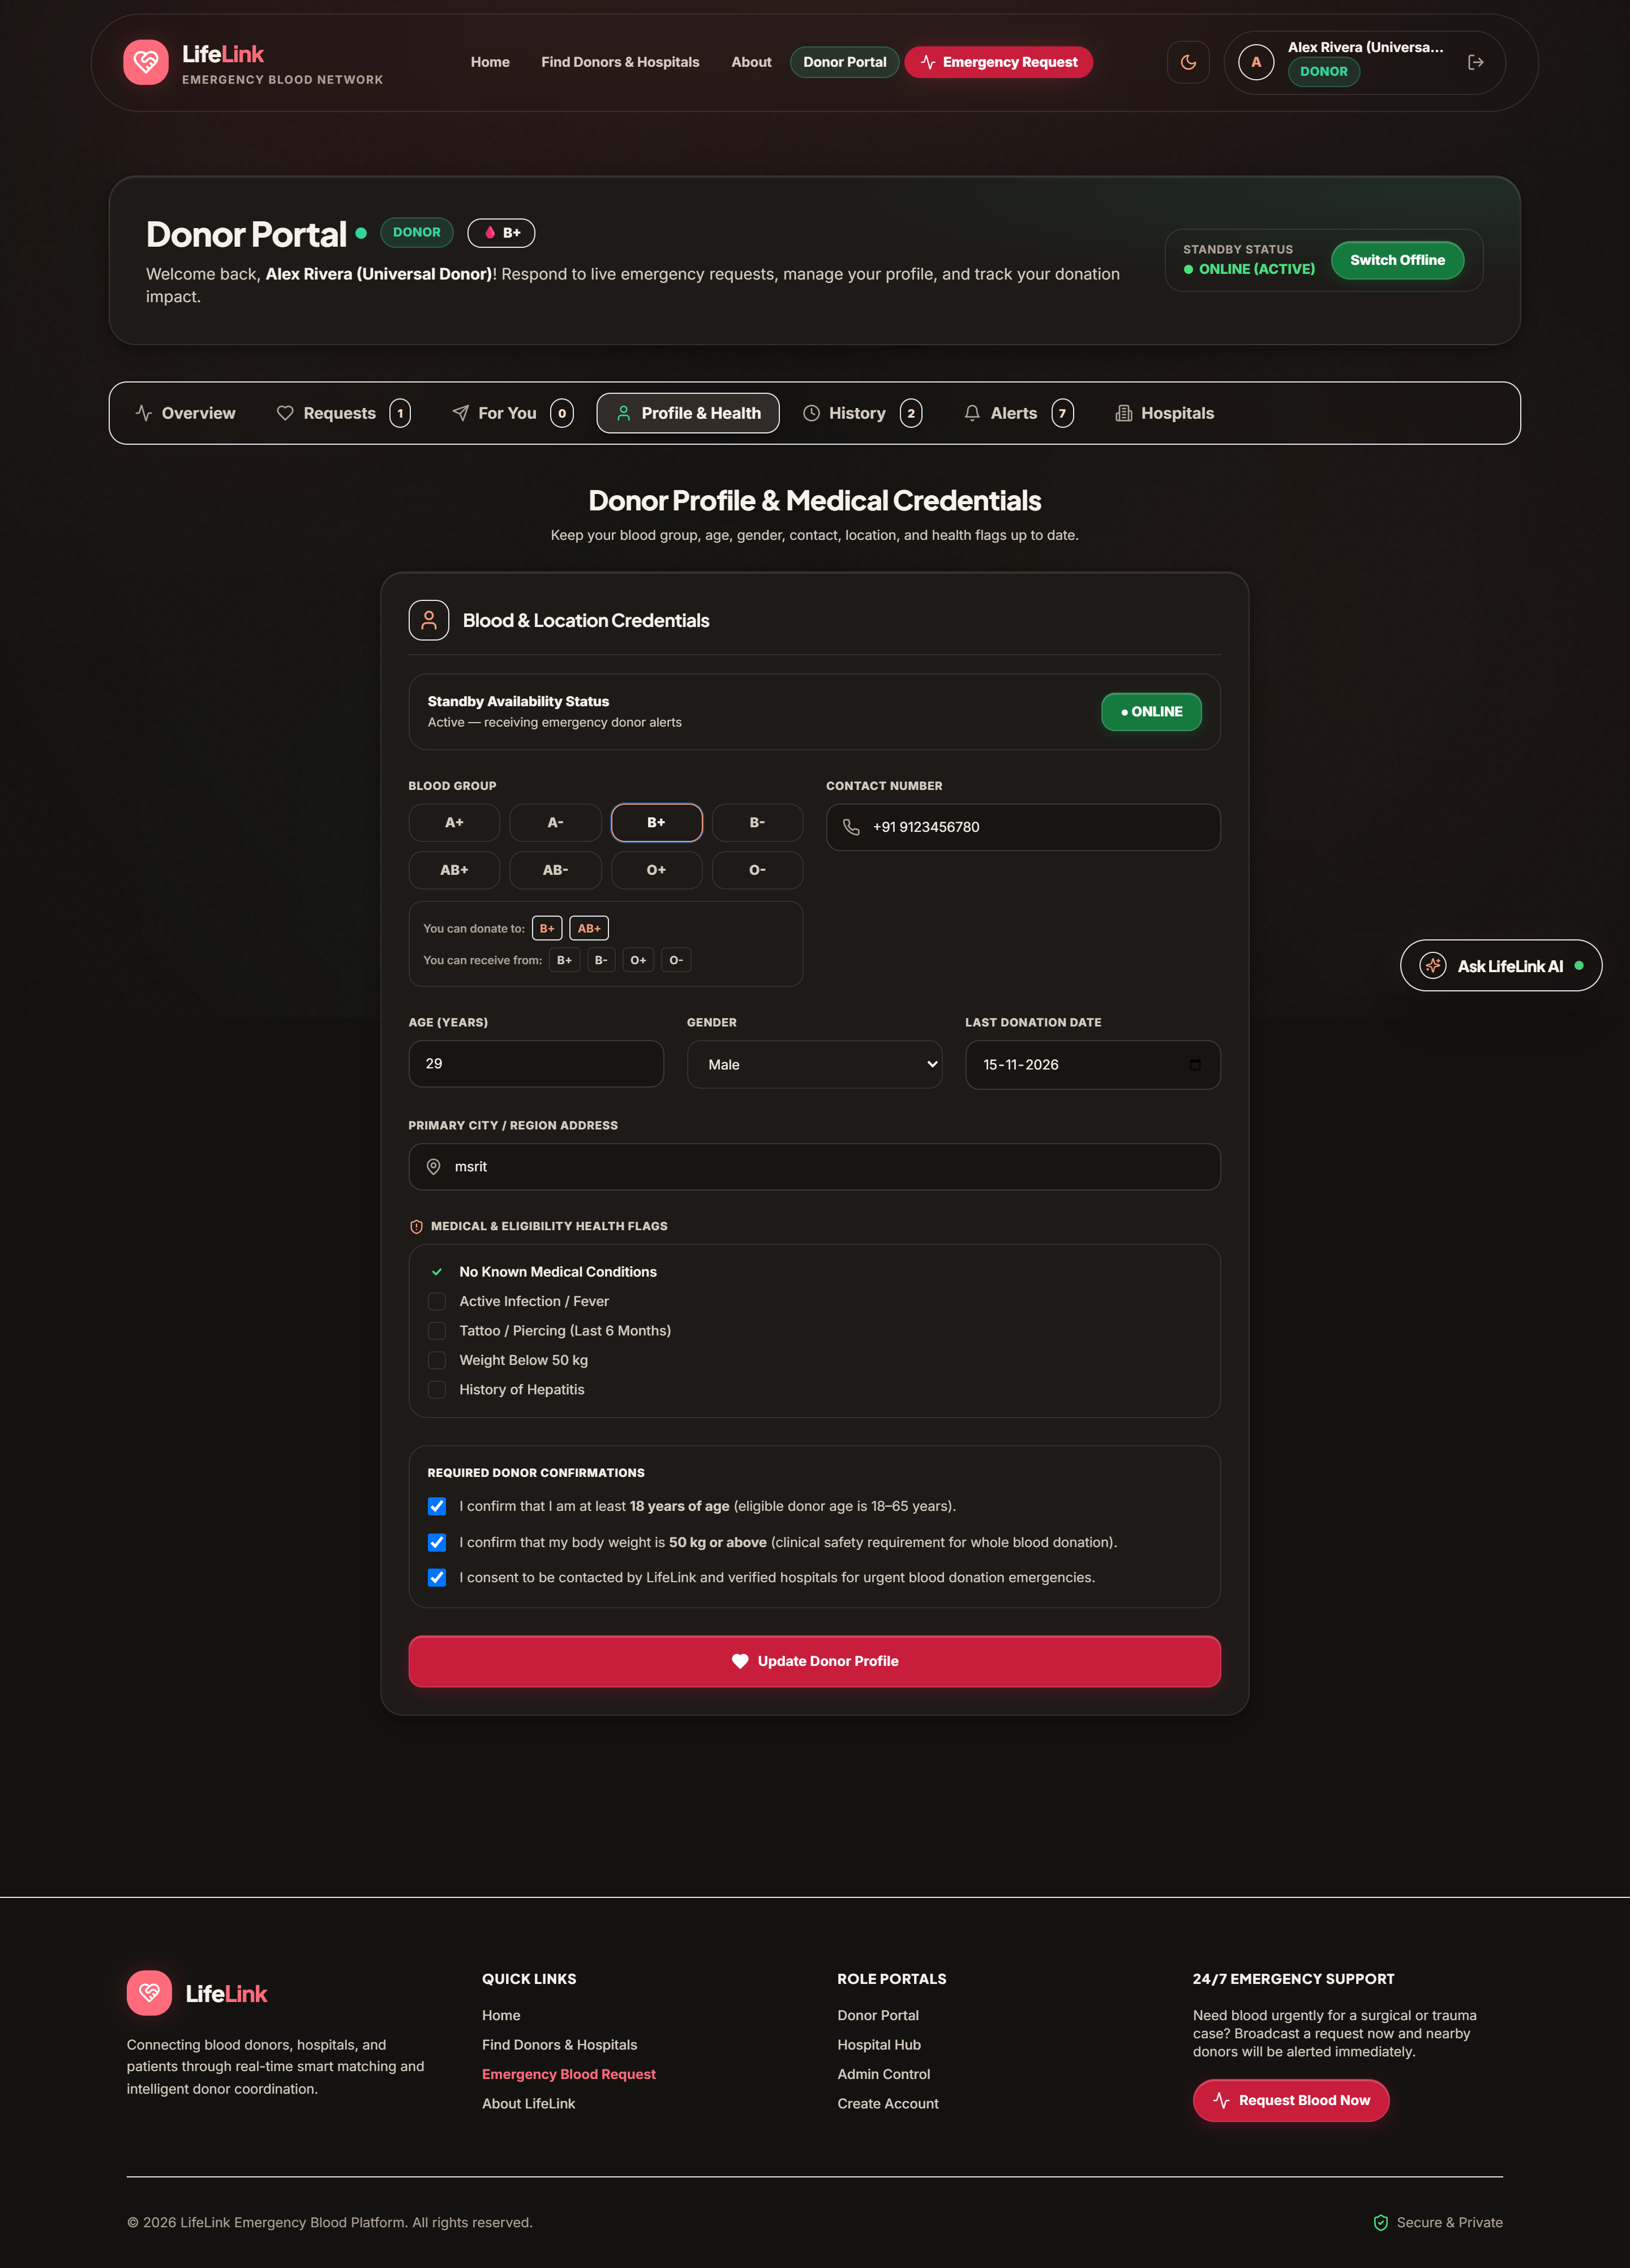 LifeLink
EMERGENCY BLOOD NETWORK
Home
Find Donors & Hospitals
About
Donor Portal
Emergency Request
A
Alex Rivera (Universa...
DONOR
Donor Portal
DONOR
B+
Welcome back, Alex Rivera (Universal Donor)! Respond to live emergency requests, manage your profile, and track your donation
impact.
STANDBY STATUS
ONLINE (ACTIVE)
Switch Offline
Overview
Requests 1
For You 0
Profile & Health
History 2
Alerts 7
Hospitals
Donor Profile & Medical Credentials
Keep your blood group, age, gender, contact, location, and health flags up to date.
Blood & Location Credentials
Standby Availability Status
Active — receiving emergency donor alerts
● ONLINE
BLOOD GROUP
A+
A-
B+
B-
AB+
AB-
O+
O-
You can donate to: B+ AB+
You can receive from: B+ B- O+ O-
CONTACT NUMBER
+91 9123456780
AGE (YEARS)
29
GENDER
Male
LAST DONATION DATE
15-11-2026
PRIMARY CITY / REGION ADDRESS
msrit
MEDICAL & ELIGIBILITY HEALTH FLAGS
No Known Medical Conditions
Active Infection / Fever
Tattoo / Piercing (Last 6 Months)
Weight Below 50 kg
History of Hepatitis
REQUIRED DONOR CONFIRMATIONS
I confirm that I am at least 18 years of age (eligible donor age is 18–65 years).
I confirm that my body weight is 50 kg or above (clinical safety requirement for whole blood donation).
I consent to be contacted by LifeLink and verified hospitals for urgent blood donation emergencies.
Update Donor Profile
Ask LifeLink AI
LifeLink
Connecting blood donors, hospitals, and
patients through real-time smart matching and
intelligent donor coordination.
QUICK LINKS
Home
Find Donors & Hospitals
Emergency Blood Request
About LifeLink
ROLE PORTALS
Donor Portal
Hospital Hub
Admin Control
Create Account
24/7 EMERGENCY SUPPORT
Need blood urgently for a surgical or trauma
case? Broadcast a request now and nearby
donors will be alerted immediately.
Request Blood Now
© 2026 LifeLink Emergency Blood Platform. All rights reserved.
Secure & Private